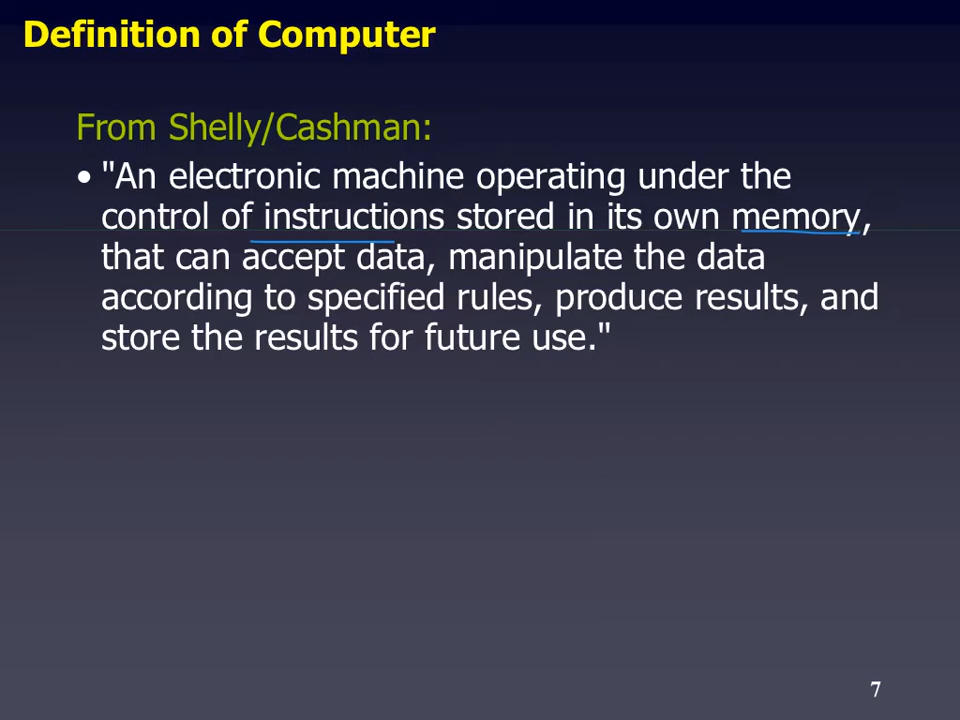 Definition of Computer
From Shelly/Cashman:
• "An electronic machine operating under the
control of instructions stored in its own memory,
that can accept data, manipulate the data
according to specified rules, produce results, and
store the results for future use."
7